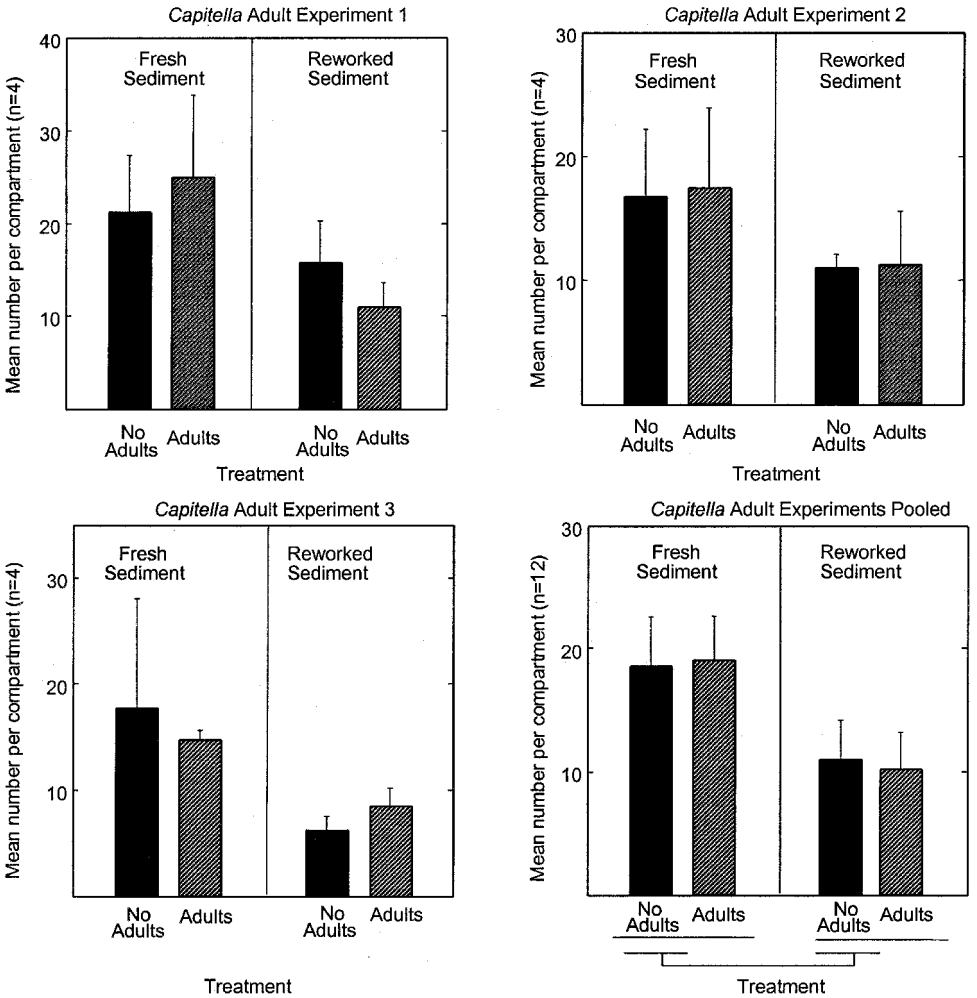 Capitella Adult Experiment 1
Mean number per compartment (n=4)
40
30
20
10
Fresh
Sediment
Reworked
Sediment
No
Adults
Adults
No
Adults
Adults
Treatment
Capitella Adult Experiment 2
Mean number per compartment (n=4)
30
20
10
Fresh
Sediment
Reworked
Sediment
No
Adults
Adults
No
Adults
Adults
Treatment
Capitella Adult Experiment 3
Mean number per compartment (n=4)
30
20
10
Fresh
Sediment
Reworked
Sediment
No
Adults
Adults
No
Adults
Adults
Treatment
Capitella Adult Experiments Pooled
Mean number per compartment (n=12)
30
20
10
Fresh
Sediment
Reworked
Sediment
No
Adults
Adults
No
Adults
Adults
Treatment